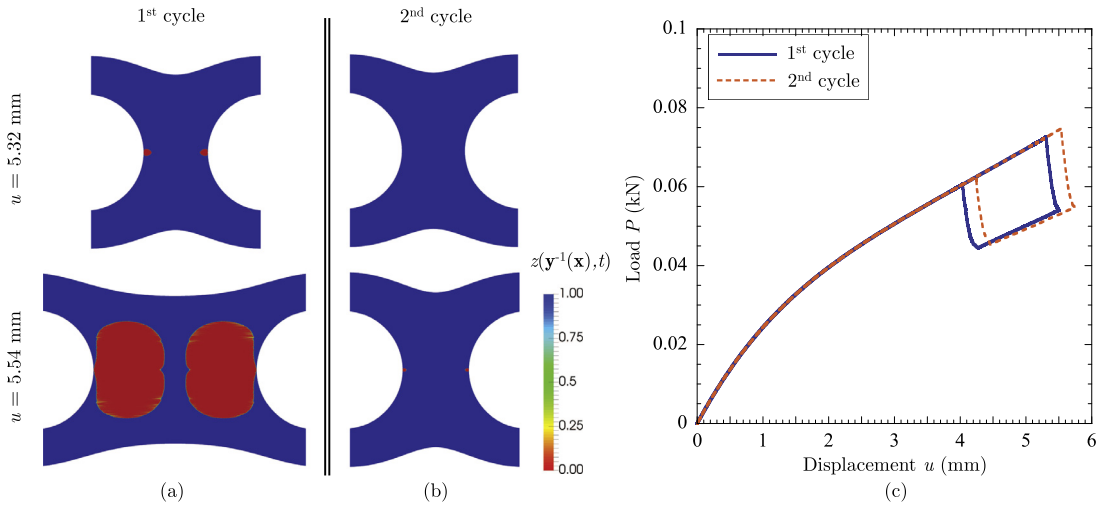 1st cycle
2nd cycle
u = 5.32 mm
u = 5.54 mm
z(y-1(x),t)
1.00
0.75
0.5
0.25
0.00
(a)
(b)
0.1
0.08
0.06
0.04
0.02
0
Load P (kN)
1st cycle
2nd cycle
0 1 2 3 4 5 6
Displacement u (mm)
(c)